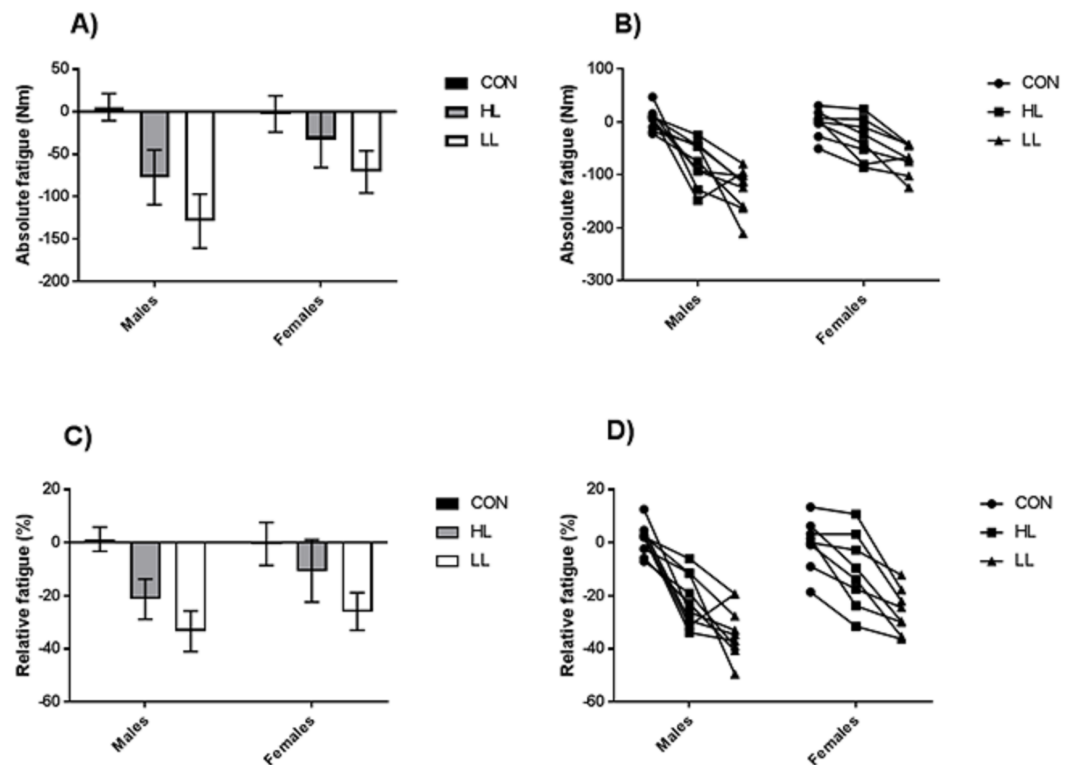 A)
Absolute fatigue (Nm)
50
0
-50
-100
-150
-200
Males
Females
CON
HL
LL
B)
Absolute fatigue (Nm)
100
0
-100
-200
-300
Males
Females
CON
HL
LL
C)
Relative fatigue (%)
20
0
-20
-40
-60
Males
Females
CON
HL
LL
D)
Relative fatigue (%)
20
0
-20
-40
-60
Males
Females
CON
HL
LL